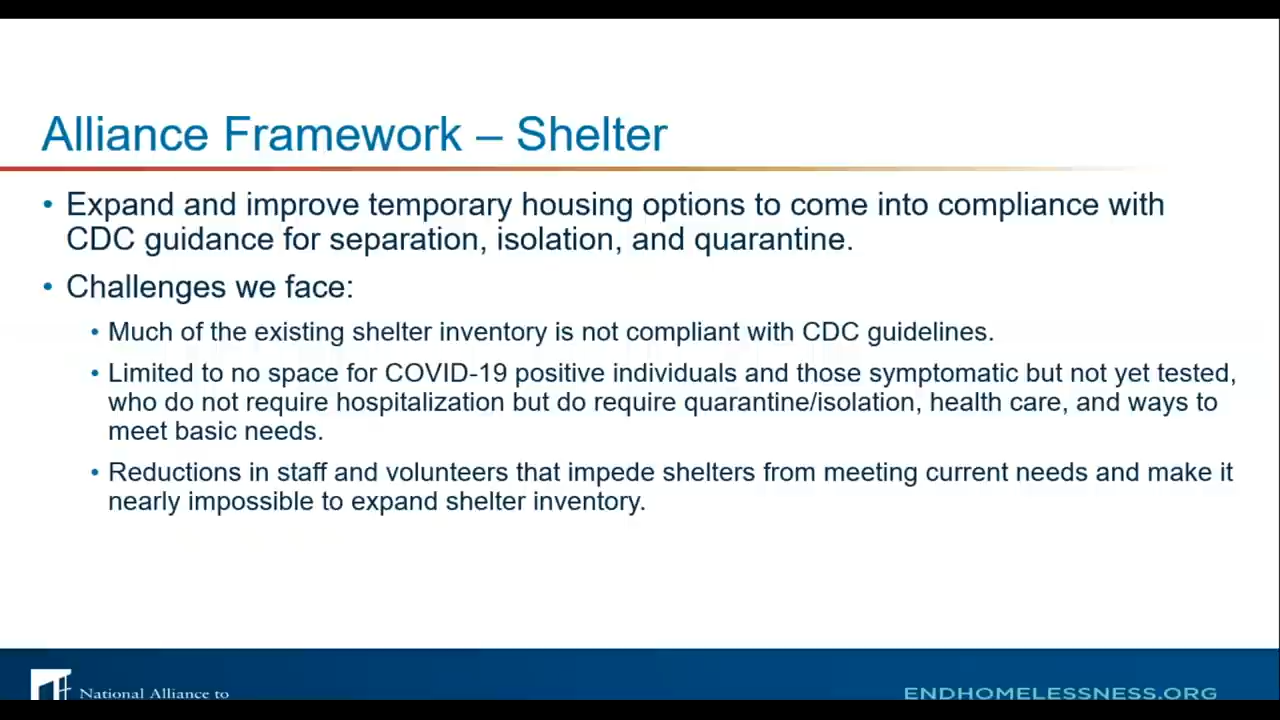 Alliance Framework – Shelter
• Expand and improve temporary housing options to come into compliance with
CDC guidance for separation, isolation, and quarantine.
• Challenges we face:
• Much of the existing shelter inventory is not compliant with CDC guidelines.
• Limited to no space for COVID-19 positive individuals and those symptomatic but not yet tested,
who do not require hospitalization but do require quarantine/isolation, health care, and ways to
meet basic needs.
• Reductions in staff and volunteers that impede shelters from meeting current needs and make it
nearly impossible to expand shelter inventory.
National Alliance to
ENDHOMELESSNESS.ORG